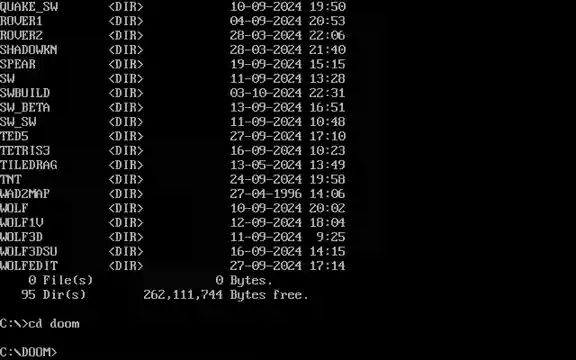 QUAKE_SW <DIR> 10-09-2024 19:50
ROVER1 <DIR> 04-09-2024 20:53
ROVER2 <DIR> 28-03-2024 22:06
SHADOWKN <DIR> 28-03-2024 21:40
SPEAR <DIR> 19-09-2024 15:15
SW <DIR> 11-09-2024 13:28
SWBUILD <DIR> 03-10-2024 22:31
SW_BETA <DIR> 13-09-2024 16:51
SW_SW <DIR> 11-09-2024 10:48
TED5 <DIR> 27-09-2024 17:10
TETRIS3 <DIR> 16-09-2024 10:23
TILEDRAG <DIR> 13-05-2024 13:49
TNT <DIR> 24-09-2024 19:58
WAD2MAP <DIR> 27-04-1996 14:06
WOLF <DIR> 10-09-2024 20:02
WOLF1V <DIR> 12-09-2024 18:04
WOLF3D <DIR> 11-09-2024 9:25
WOLF3DSU <DIR> 16-09-2024 14:15
WOLFEDIT <DIR> 27-09-2024 17:14
0 File(s) 0 Bytes.
95 Dir(s) 262,111,744 Bytes free.
C:\>cd doom
C:\DOOM>